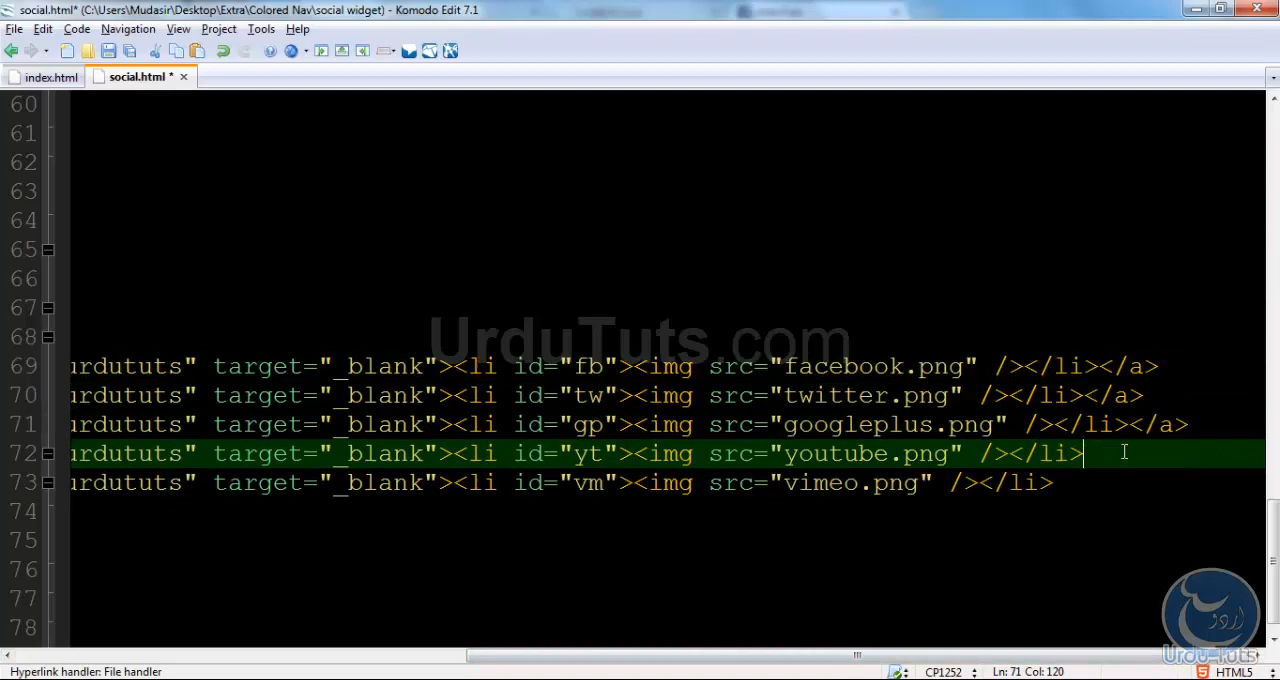 social.html* (C:\Users\Mudasir\Desktop\Extra\Colored Nav\social widget) - Komodo Edit 7.1
File Edit Code Navigation View Project Tools Help
index.html social.html *
60
61
62
63
64
65
66
67
68
UrduTuts.com
69 urdututs" target="_blank"><li id="fb"><img src="facebook.png" /></li></a>
70 urdututs" target="_blank"><li id="tw"><img src="twitter.png" /></li></a>
71 urdututs" target="_blank"><li id="gp"><img src="googleplus.png" /></li></a>
72 urdututs" target="_blank"><li id="yt"><img src="youtube.png" /></li>
73 urdututs" target="_blank"><li id="vm"><img src="vimeo.png" /></li>
74
75
76
77
78
اردو
Urdu-Tuts
Hyperlink handler: File handler CP1252 Ln: 71 Col: 120 HTML5